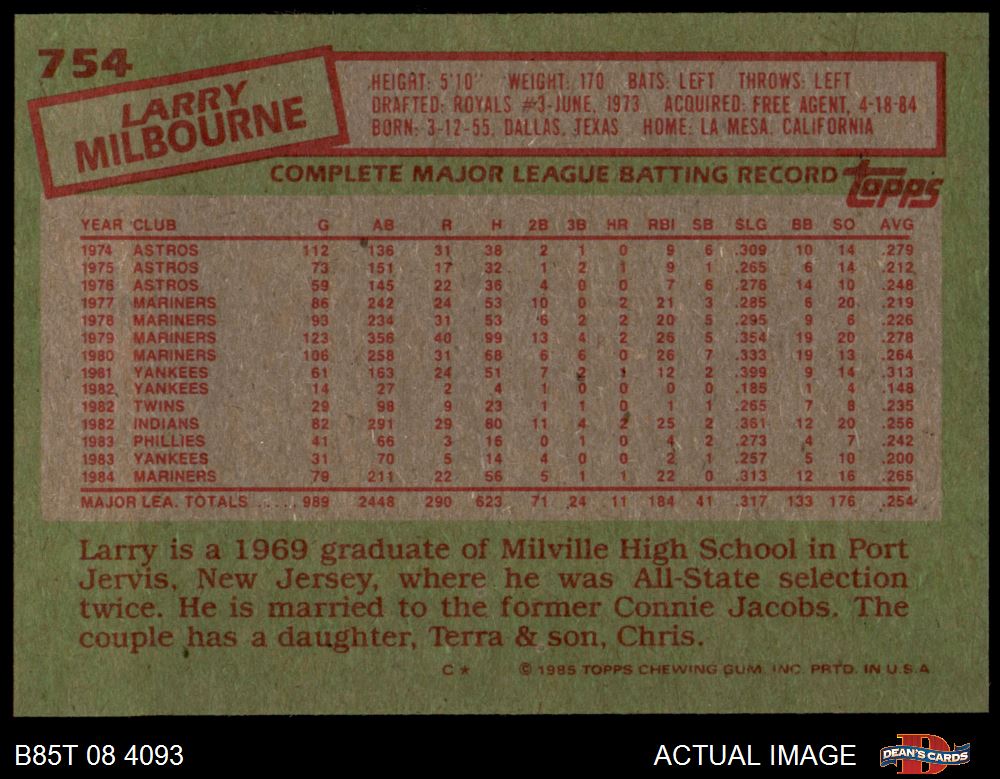 754
LARRY
MILBOURNE
HEIGHT: 5'10" WEIGHT: 170 BATS: LEFT THROWS: LEFT
DRAFTED: ROYALS #3-JUNE, 1973 ACQUIRED: FREE AGENT, 4-18-84
BORN: 3-12-55, DALLAS, TEXAS HOME: LA MESA, CALIFORNIA
COMPLETE MAJOR LEAGUE BATTING RECORD topps
YEAR CLUB G AB R H 2B 3B HR RBI SB SLG BB SO AVG
1974 ASTROS 112 136 31 38 2 1 0 9 6 .309 10 14 .279
1975 ASTROS 73 151 17 32 1 2 1 9 1 .265 6 14 .212
1976 ASTROS 59 145 22 36 4 0 0 7 6 .276 14 10 .248
1977 MARINERS 86 242 24 53 10 0 2 21 3 .285 6 20 .219
1978 MARINERS 93 234 31 53 6 2 2 20 5 .295 9 6 .226
1979 MARINERS 123 356 40 99 13 4 2 26 5 .354 19 20 .278
1980 MARINERS 106 258 31 68 6 6 0 26 7 .333 19 13 .264
1981 YANKEES 61 163 24 51 7 2 1 12 2 .399 9 14 .313
1982 YANKEES 14 27 2 4 1 0 0 0 0 .185 1 4 .148
1982 TWINS 29 98 9 23 1 1 0 1 1 .265 7 8 .235
1982 INDIANS 82 291 29 80 11 4 2 25 2 .361 12 20 .256
1983 PHILLIES 41 66 3 16 0 1 0 4 2 .273 4 7 .242
1983 YANKEES 31 70 5 14 4 0 0 2 1 .257 5 10 .200
1984 MARINERS 79 211 22 56 5 1 1 22 0 .313 12 16 .265
MAJOR LEA. TOTALS ...... 989 2448 290 623 71 24 11 184 41 .317 133 176 .254
Larry is a 1969 graduate of Milville High School in Port
Jervis, New Jersey, where he was All-State selection
twice. He is married to the former Connie Jacobs. The
couple has a daughter, Terra & son, Chris.
C* © 1985 TOPPS CHEWING GUM, INC. PRTD. IN U.S.A
B85T 08 4093 ACTUAL IMAGE DEAN'S CARDS